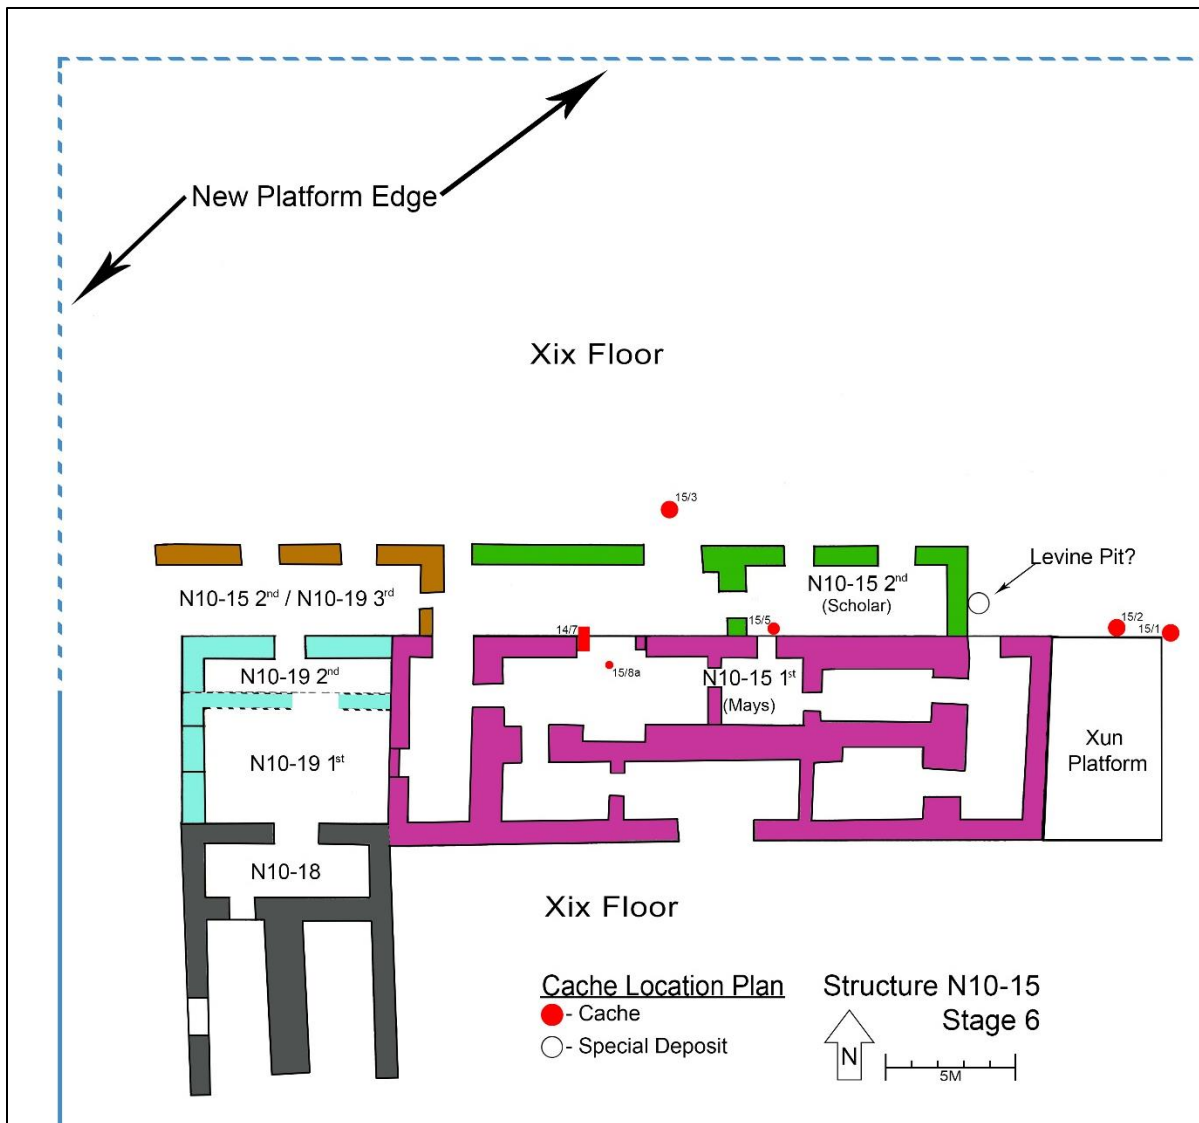 New Platform Edge
Xix Floor
15/3
Levine Pit?
N10-15 2nd / N10-19 3rd
N10-15 2nd
(Scholar)
14/7
15/5
15/2
15/1
15/8a
N10-19 2nd
N10-15 1st
(Mays)
N10-19 1st
Xun
Platform
N10-18
Xix Floor
Cache Location Plan
- Cache
- Special Deposit
Structure N10-15
Stage 6
N
5M